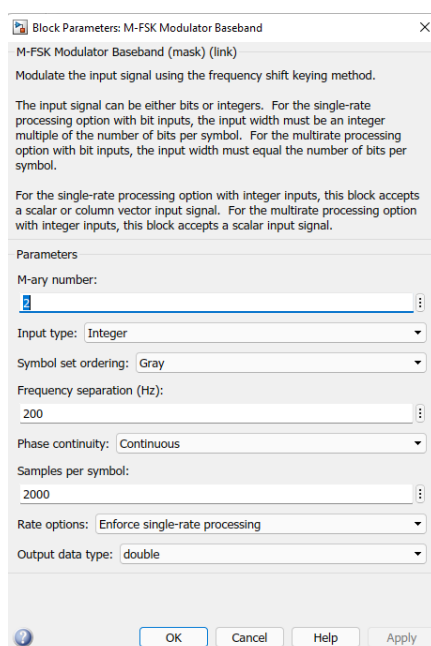 Block Parameters: M-FSK Modulator Baseband
M-FSK Modulator Baseband (mask) (link)
Modulate the input signal using the frequency shift keying method.
The input signal can be either bits or integers. For the single-rate
processing option with bit inputs, the input width must be an integer
multiple of the number of bits per symbol. For the multirate processing
option with bit inputs, the input width must equal the number of bits per
symbol.
For the single-rate processing option with integer inputs, this block accepts
a scalar or column vector input signal. For the multirate processing option
with integer inputs, this block accepts a scalar input signal.
Parameters
M-ary number:
2
Input type: Integer
Symbol set ordering: Gray
Frequency separation (Hz):
200
Phase continuity: Continuous
Samples per symbol:
2000
Rate options: Enforce single-rate processing
Output data type: double
OK Cancel Help Apply